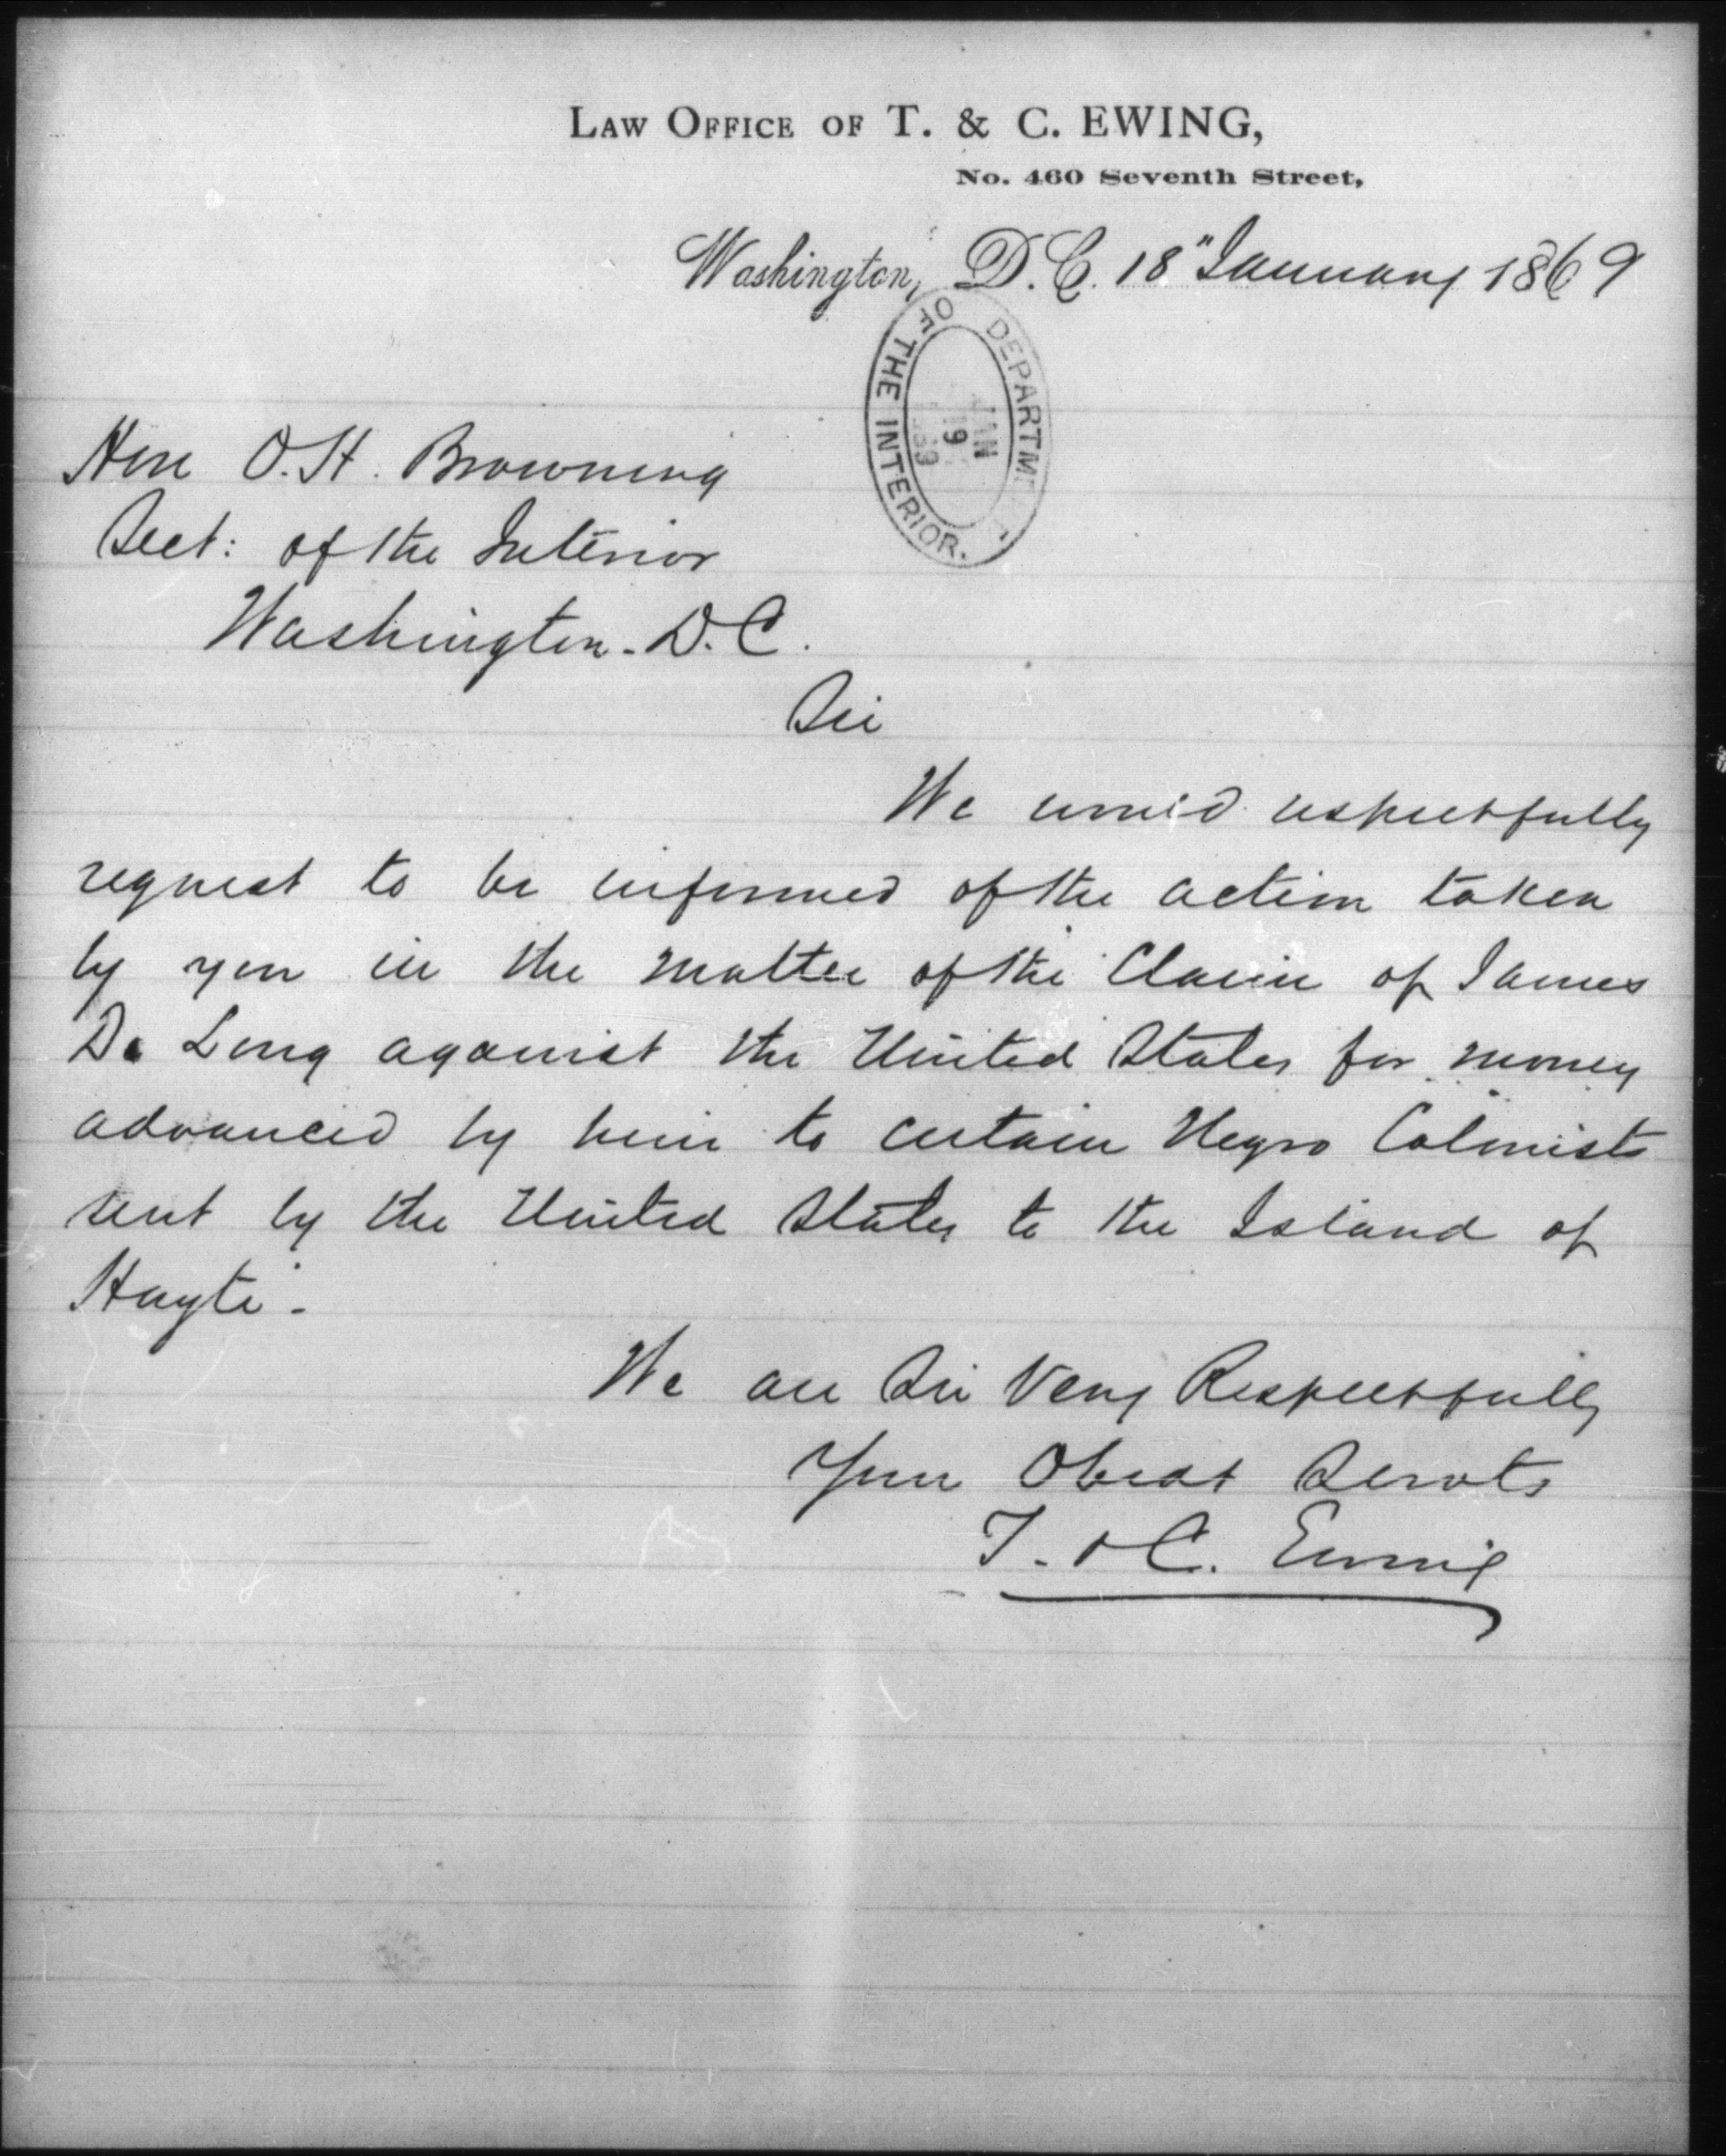 LAW OFFICE OF T. & C. EWING,
No. 460 Seventh Street,
Washington, D.C. 18" January 1869
DEPARTMENT OF THE INTERIOR.
JAN
19
Hon O. H. Browning
Sect: of the Interior
Washington - D.C.
Sir
We would respectfully
request to be informed of the action taken
by you in the matter of the Claim of James
De Long against the United States for money
advanced by him to certain Negro Colonists
sent by the United States to the Island of
Hayti -
We are Sir Very Respectfully
Your Obedt Servts
T. & C. Ewing